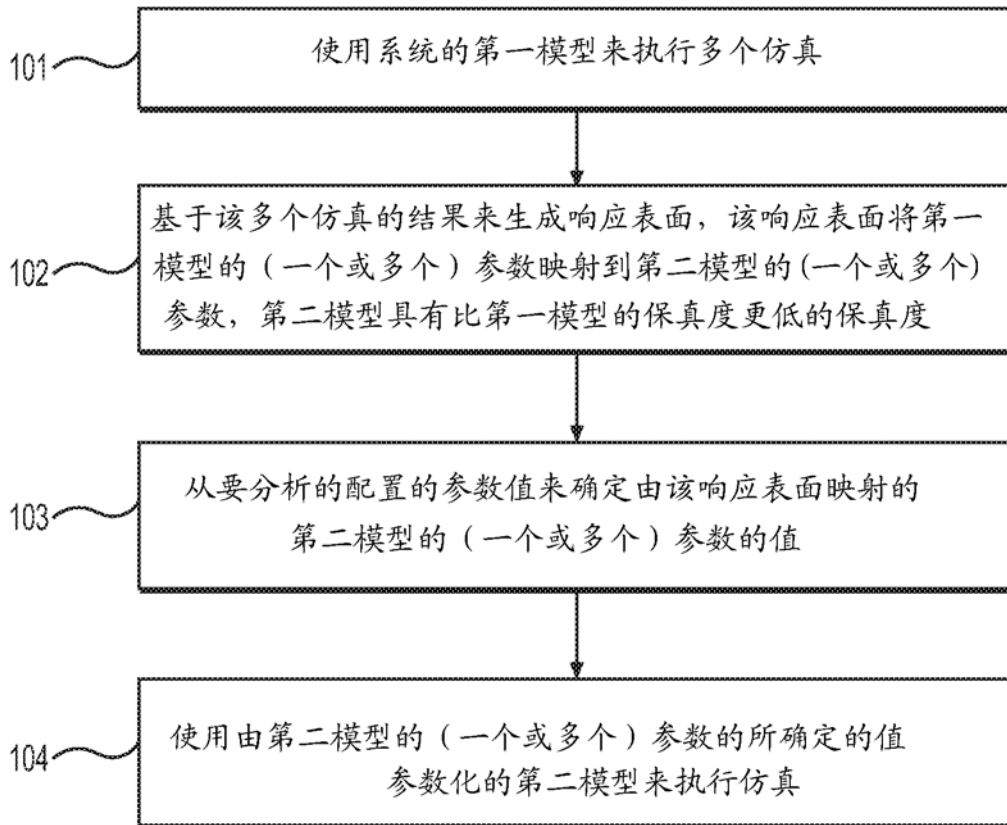 101
使用系统的第一模型来执行多个仿真
102
基于该多个仿真的结果来生成响应表面，该响应表面将第一
模型的（一个或多个）参数映射到第二模型的(一个或多个)
参数，第二模型具有比第一模型的保真度更低的保真度
103
从要分析的配置的参数值来确定由该响应表面映射的
第二模型的（一个或多个）参数的值
104
使用由第二模型的（一个或多个）参数的所确定的值
参数化的第二模型来执行仿真